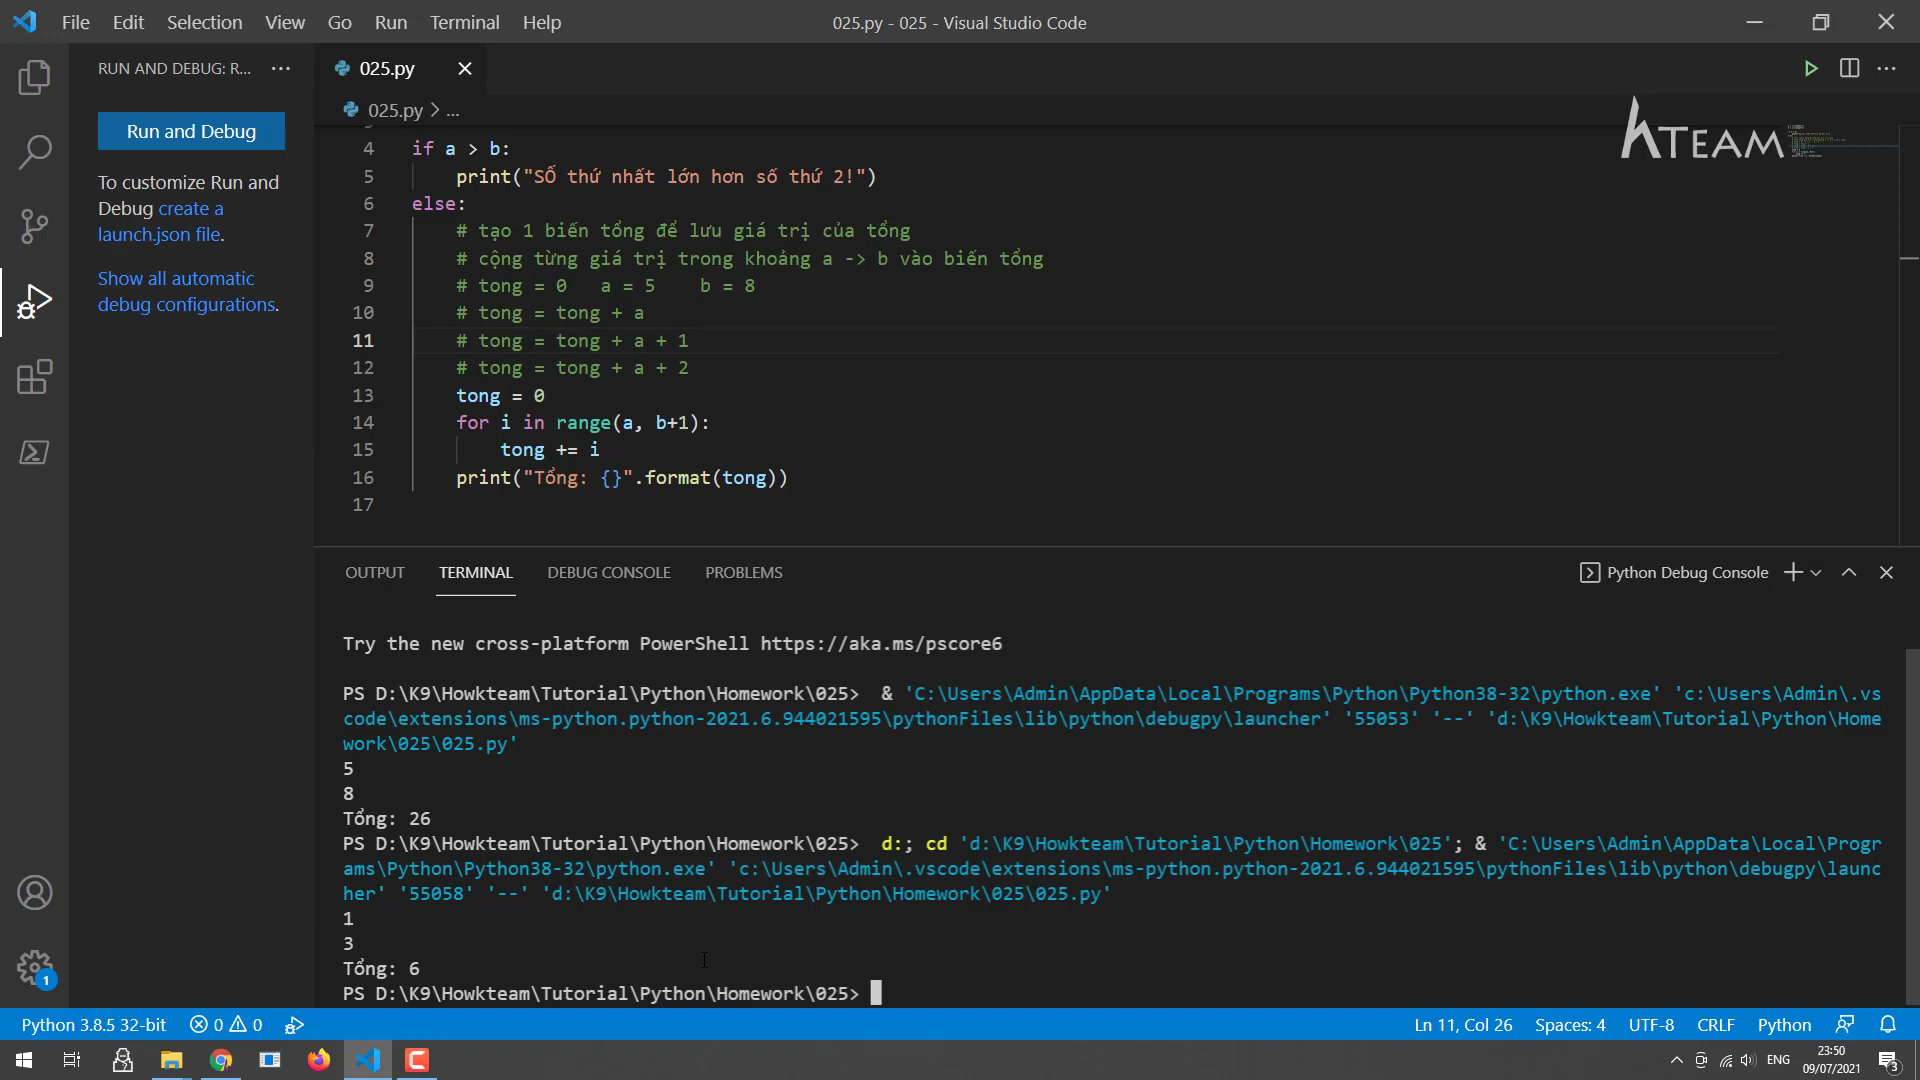 File Edit Selection View Go Run Terminal Help
025.py - 025 - Visual Studio Code
RUN AND DEBUG: R... ···
025.py
Run and Debug
To customize Run and
Debug create a
launch.json file.
Show all automatic
debug configurations.
025.py > ...
KTEAM
4 if a > b:
5 print("SỐ thứ nhất lớn hơn số thứ 2!")
6 else:
7 # tạo 1 biến tổng để lưu giá trị của tổng
8 # cộng từng giá trị trong khoảng a -> b vào biến tổng
9 # tong = 0 a = 5 b = 8
10 # tong = tong + a
11 # tong = tong + a + 1
12 # tong = tong + a + 2
13 tong = 0
14 for i in range(a, b+1):
15 tong += i
16 print("Tổng: {}".format(tong))
17
OUTPUT TERMINAL DEBUG CONSOLE PROBLEMS
Python Debug Console
Try the new cross-platform PowerShell https://aka.ms/pscore6
PS D:\K9\Howkteam\Tutorial\Python\Homework\025> & 'C:\Users\Admin\AppData\Local\Programs\Python\Python38-32\python.exe' 'c:\Users\Admin\.vs
code\extensions\ms-python.python-2021.6.944021595\pythonFiles\lib\python\debugpy\launcher' '55053' '--' 'd:\K9\Howkteam\Tutorial\Python\Home
work\025\025.py'
5
8
Tổng: 26
PS D:\K9\Howkteam\Tutorial\Python\Homework\025> d:; cd 'd:\K9\Howkteam\Tutorial\Python\Homework\025'; & 'C:\Users\Admin\AppData\Local\Progr
ams\Python\Python38-32\python.exe' 'c:\Users\Admin\.vscode\extensions\ms-python.python-2021.6.944021595\pythonFiles\lib\python\debugpy\launc
her' '55058' '--' 'd:\K9\Howkteam\Tutorial\Python\Homework\025\025.py'
1
3
Tổng: 6
PS D:\K9\Howkteam\Tutorial\Python\Homework\025>
1
Python 3.8.5 32-bit 0 0
Ln 11, Col 26 Spaces: 4 UTF-8 CRLF Python
ENG
23:50
09/07/2021
3